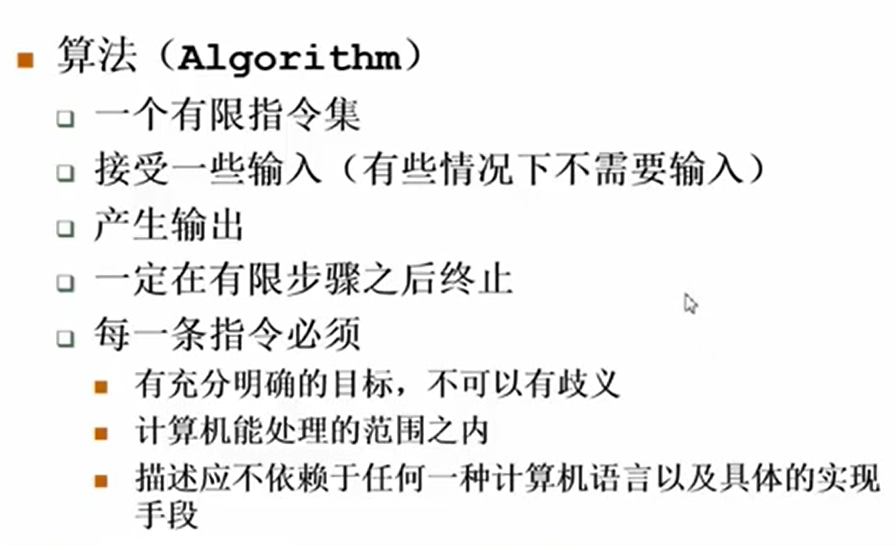 算法（Algorithm）
一个有限指令集
接受一些输入（有些情况下不需要输入）
产生输出
一定在有限步骤之后终止
每一条指令必须
有充分明确的目标，不可以有歧义
计算机能处理的范围之内
描述应不依赖于任何一种计算机语言以及具体的实现
手段